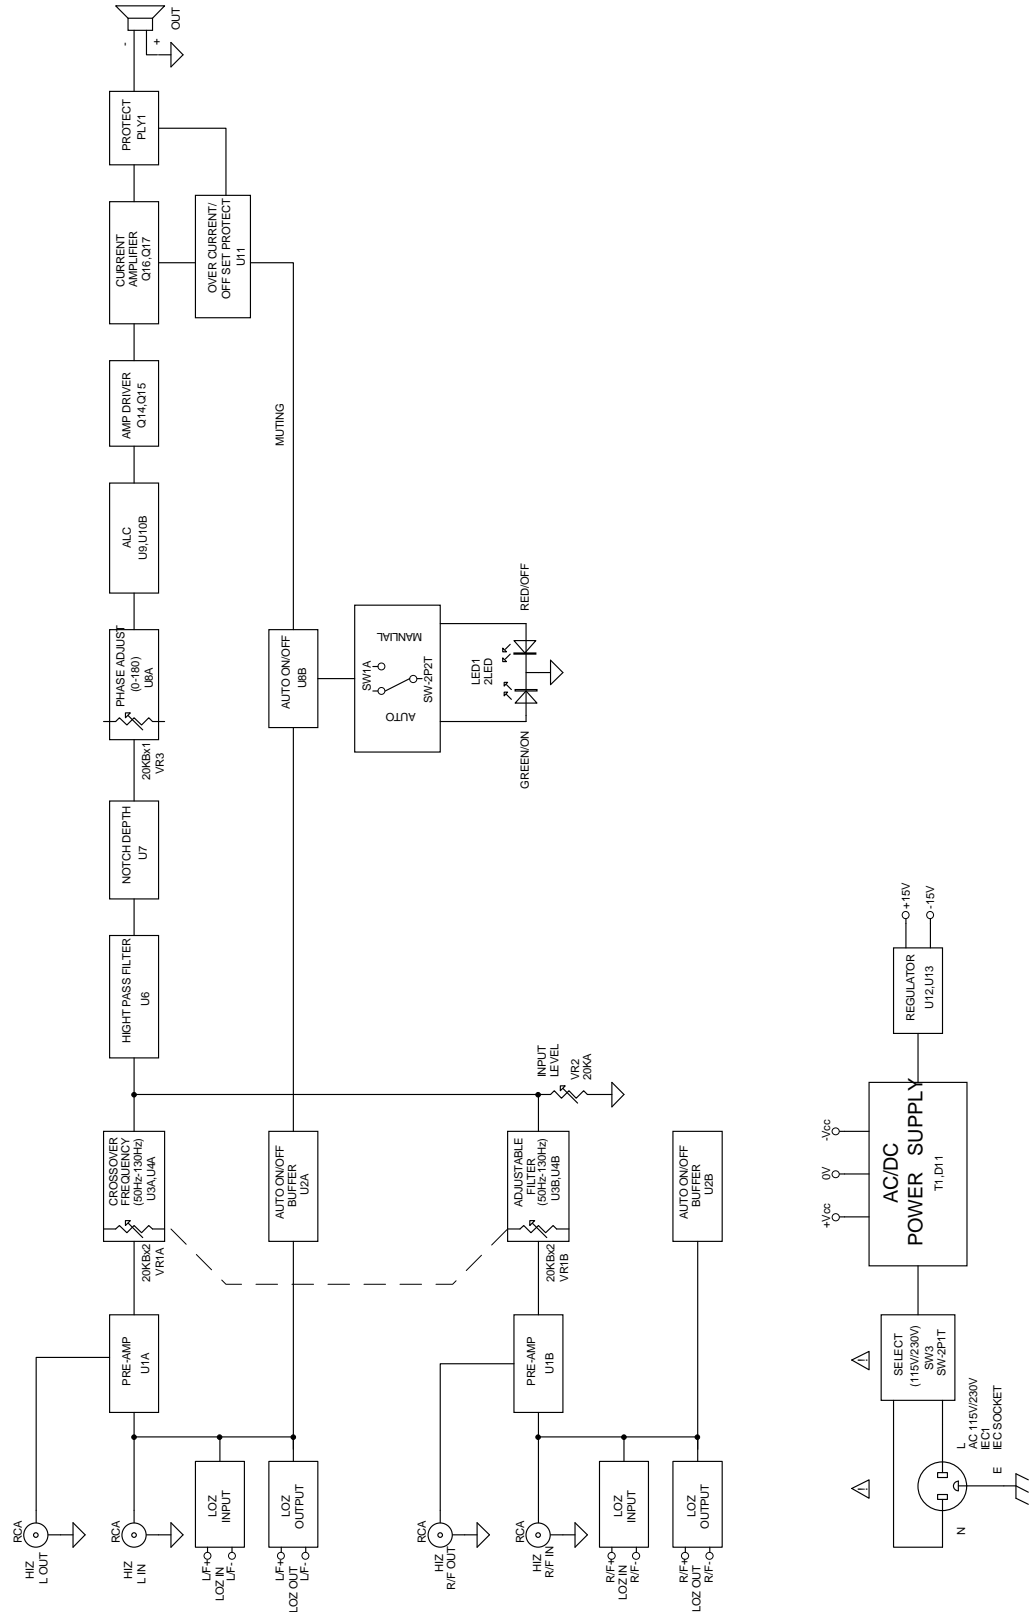 HIZ
L OUT
RCA
HIZ
L IN
RCA
L/F+
LOZ IN
L/F-
LOZ
INPUT
L/F+
LOZ OUT
L/F-
LOZ
OUTPUT
PRE-AMP
U1A
20KBx2
VR1A
CROSSOVER
FREQUENCY
(50Hz-130Hz)
U3A,U4A
AUTO ON/OFF
BUFFER
U2A
HIGHT PASS FILTER
U6
NOTCH DEPTH
U7
20KBx1
VR3
PHASE ADJUST
(0-180)
U8A
ALC
U9,U10B
AMP DRIVER
Q14,Q15
CURRENT
AMPLIFIER
Q16,Q17
PROTECT
PLY1
-
+
OUT
OVER CURRENT/
OFF SET PROTECT
U11
MUTING
AUTO ON/OFF
U8B
AUTO
SW1A
SW-2P2T
MANLIAL
GREEN/ON
LED1
2LED
RED/OFF
HIZ
R/F OUT
RCA
HIZ
R/F IN
RCA
R/F+
LOZ IN
R/F-
LOZ
INPUT
R/F+
LOZ OUT
R/F-
LOZ
OUTPUT
PRE-AMP
U1B
20KBx2
VR1B
ADJUSTABLE
FILTER
(50Hz-130Hz)
U3B,U4B
AUTO ON/OFF
BUFFER
U2B
INPUT
LEVEL
VR2
20KA
N
E
L
AC 115V/230V
IEC1
IEC SOCKET
!
!
SELECT
(115V/230V)
SW3
SW-2P1T
+Vcc
0V
-Vcc
AC/DC
POWER SUPPLY
T1,D11
REGULATOR
U12,U13
+15V
-15V